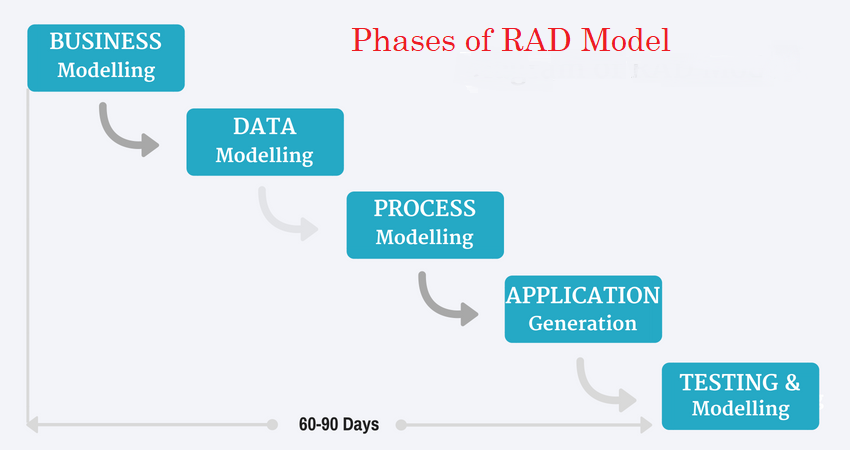 Phases of RAD Model
BUSINESS
Modelling
DATA
Modelling
PROCESS
Modelling
APPLICATION
Generation
TESTING &
Modelling
60-90 Days